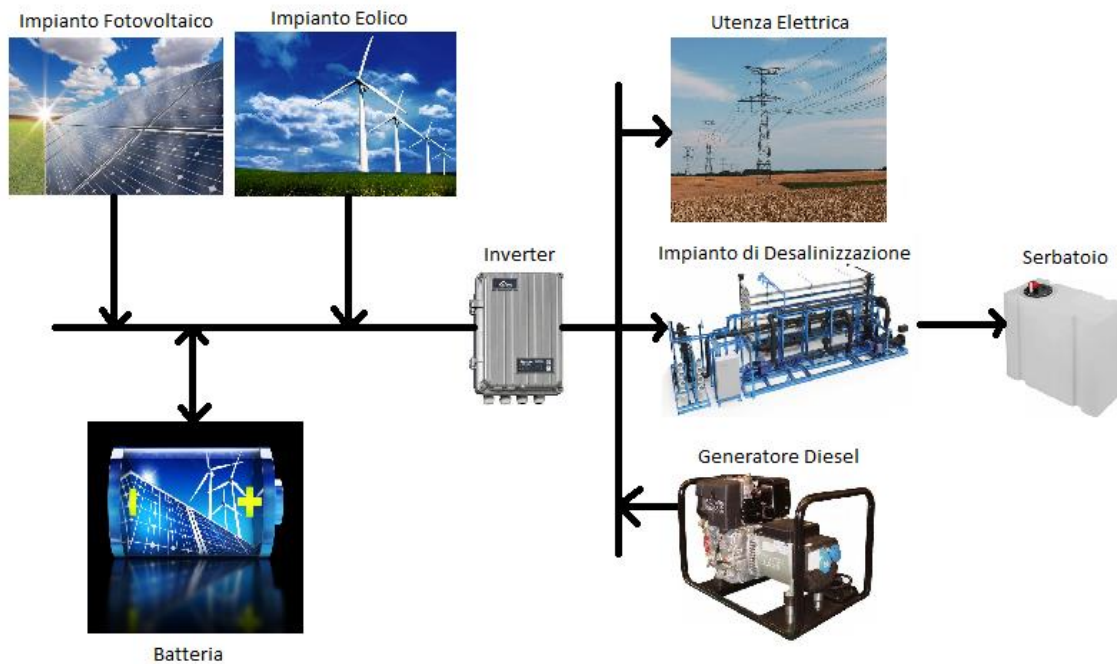 Impianto Fotovoltaico
Impianto Eolico
Utenza Elettrica
Inverter
Impianto di Desalinizzazione
Serbatoio
Generatore Diesel
Batteria